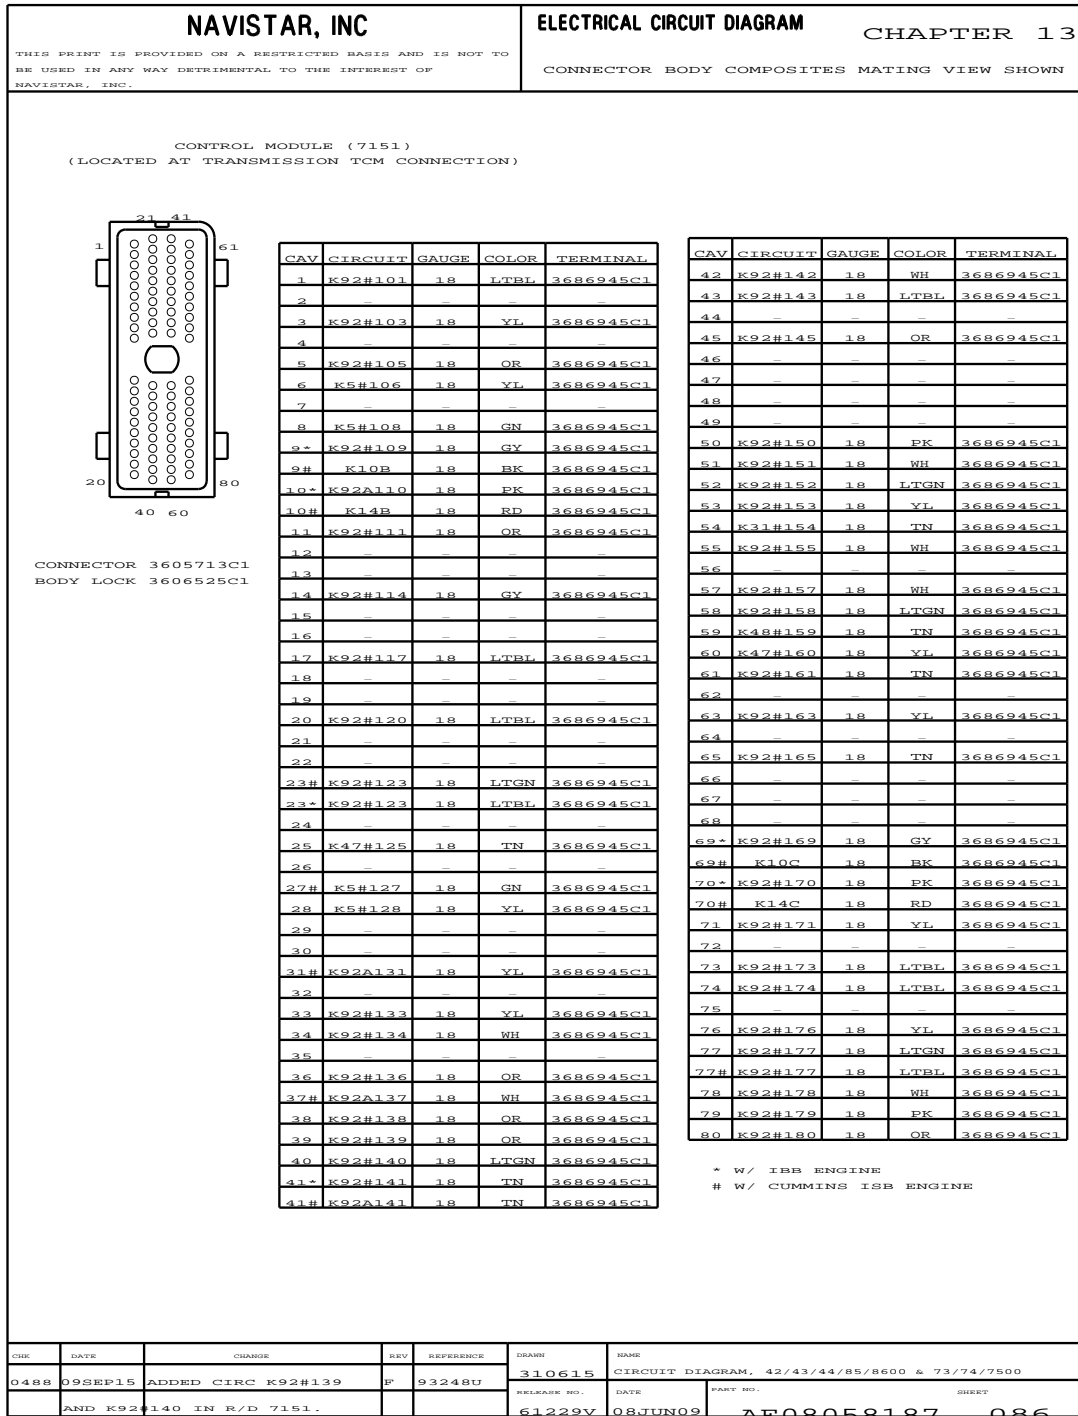 NAVISTAR, INC
THIS PRINT IS PROVIDED ON A RESTRICTED BASIS AND IS NOT TO
BE USED IN ANY WAY DETRIMENTAL TO THE INTEREST OF
NAVISTAR, INC.
ELECTRICAL CIRCUIT DIAGRAM
CHAPTER 13
CONNECTOR BODY COMPOSITES MATING VIEW SHOWN
CONTROL MODULE (7151)
(LOCATED AT TRANSMISSION TCM CONNECTION)
21 41
1 61
20 80
40 60
CONNECTOR 3605713C1
BODY LOCK 3606525C1
CAV CIRCUIT GAUGE COLOR TERMINAL
1 K92#101 18 LTBL 3686945C1
2 – – – –
3 K92#103 18 YL 3686945C1
4 – – – –
5 K92#105 18 OR 3686945C1
6 K5#106 18 YL 3686945C1
7 – – – –
8 K5#108 18 GN 3686945C1
9* K92#109 18 GY 3686945C1
9# K10B 18 BK 3686945C1
10* K92A110 18 PK 3686945C1
10# K14B 18 RD 3686945C1
11 K92#111 18 OR 3686945C1
12 – – – –
13 – – – –
14 K92#114 18 GY 3686945C1
15 – – – –
16 – – – –
17 K92#117 18 LTBL 3686945C1
18 – – – –
19 – – – –
20 K92#120 18 LTBL 3686945C1
21 – – – –
22 – – – –
23# K92#123 18 LTGN 3686945C1
23* K92#123 18 LTBL 3686945C1
24 – – – –
25 K47#125 18 TN 3686945C1
26 – – – –
27# K5#127 18 GN 3686945C1
28 K5#128 18 YL 3686945C1
29 – – – –
30 – – – –
31# K92A131 18 YL 3686945C1
32 – – – –
33 K92#133 18 YL 3686945C1
34 K92#134 18 WH 3686945C1
35 – – – –
36 K92#136 18 OR 3686945C1
37# K92A137 18 WH 3686945C1
38 K92#138 18 OR 3686945C1
39 K92#139 18 OR 3686945C1
40 K92#140 18 LTGN 3686945C1
41* K92#141 18 TN 3686945C1
41# K92A141 18 TN 3686945C1
CAV CIRCUIT GAUGE COLOR TERMINAL
42 K92#142 18 WH 3686945C1
43 K92#143 18 LTBL 3686945C1
44 – – – –
45 K92#145 18 OR 3686945C1
46 – – – –
47 – – – –
48 – – – –
49 – – – –
50 K92#150 18 PK 3686945C1
51 K92#151 18 WH 3686945C1
52 K92#152 18 LTGN 3686945C1
53 K92#153 18 YL 3686945C1
54 K31#154 18 TN 3686945C1
55 K92#155 18 WH 3686945C1
56 – – – –
57 K92#157 18 WH 3686945C1
58 K92#158 18 LTGN 3686945C1
59 K48#159 18 TN 3686945C1
60 K47#160 18 YL 3686945C1
61 K92#161 18 TN 3686945C1
62 – – – –
63 K92#163 18 YL 3686945C1
64 – – – –
65 K92#165 18 TN 3686945C1
66 – – – –
67 – – – –
68 – – – –
69* K92#169 18 GY 3686945C1
69# K10C 18 BK 3686945C1
70* K92#170 18 PK 3686945C1
70# K14C 18 RD 3686945C1
71 K92#171 18 YL 3686945C1
72 – – – –
73 K92#173 18 LTBL 3686945C1
74 K92#174 18 LTBL 3686945C1
75 – – – –
76 K92#176 18 YL 3686945C1
77 K92#177 18 LTGN 3686945C1
77# K92#177 18 LTBL 3686945C1
78 K92#178 18 WH 3686945C1
79 K92#179 18 PK 3686945C1
80 K92#180 18 OR 3686945C1
* W/ IBB ENGINE
# W/ CUMMINS ISB ENGINE
CHK DATE CHANGE REV REFERENCE
0488 09SEP15 ADDED CIRC K92#139 F 93248U
AND K92#140 IN R/D 7151.
DRAWN NAME
310615 CIRCUIT DIAGRAM, 42/43/44/85/8600 & 73/74/7500
RELEASE NO. DATE PART NO. SHEET
61229V 08JUN09 AF08058187 086